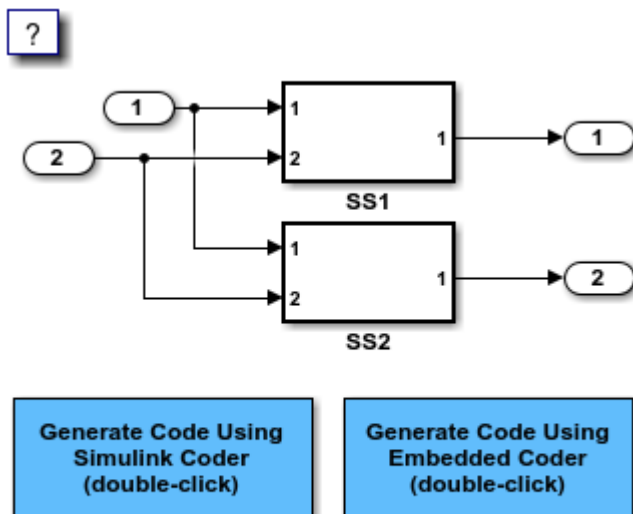 ?
1
1
2
2
1
1
SS1
1
2
1
2
SS2
Generate Code Using
Simulink Coder
(double-click)
Generate Code Using
Embedded Coder
(double-click)